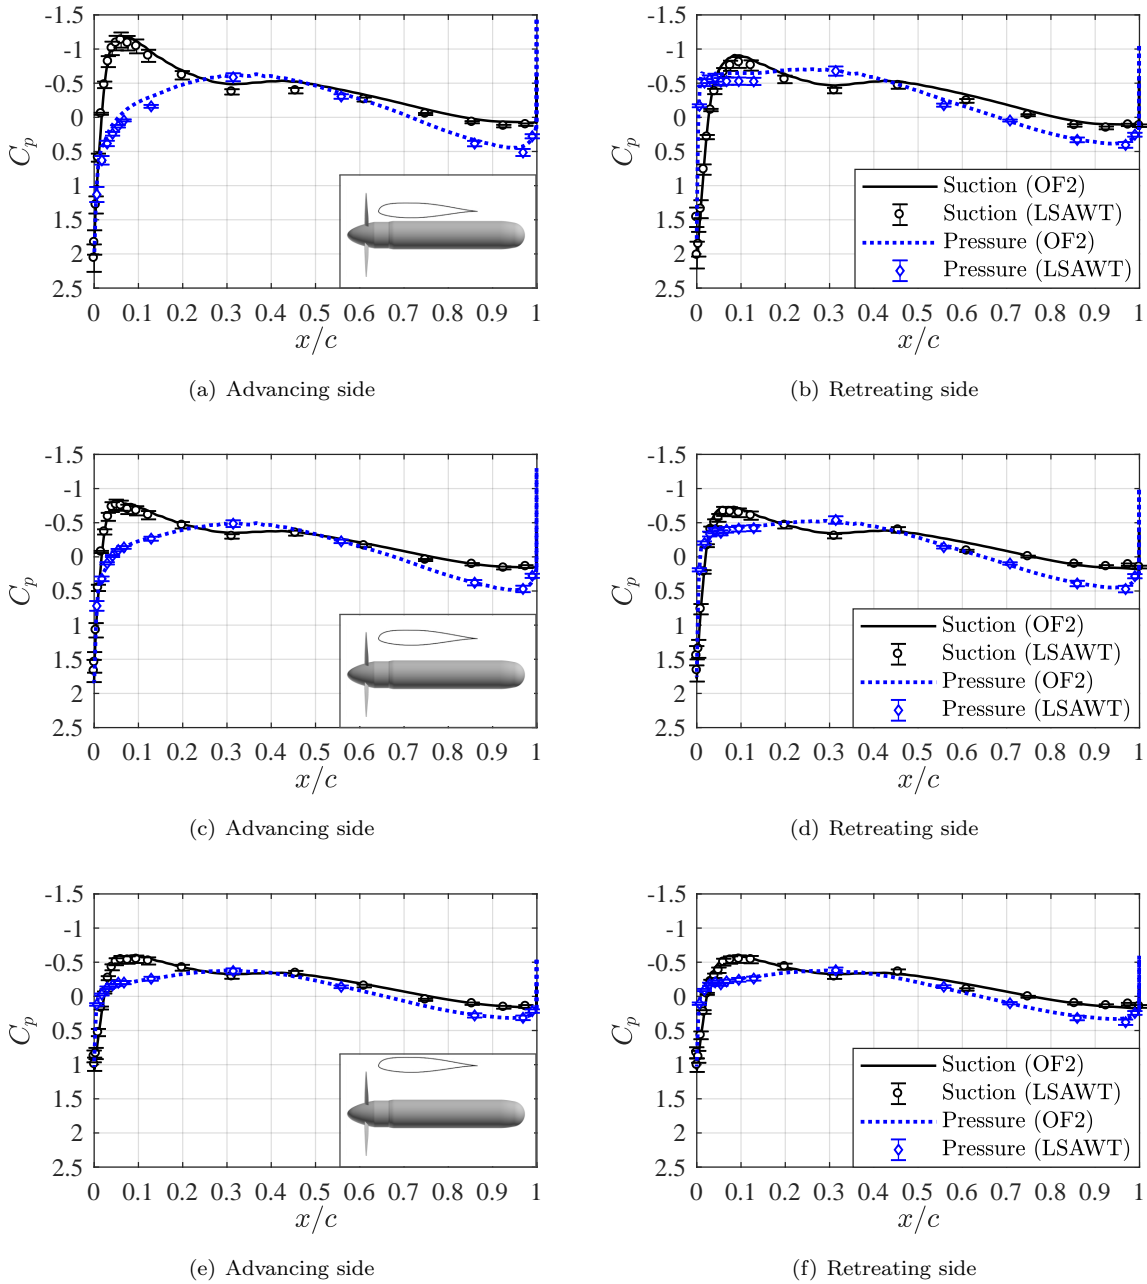 -1.5
-1
-0.5
0
0.5
1
1.5
2
2.5
C_p
0 0.1 0.2 0.3 0.4 0.5 0.6 0.7 0.8 0.9 1
x/c
(a) Advancing side
-1.5
-1
-0.5
0
0.5
1
1.5
2
2.5
C_p
Suction (OF2)
Suction (LSAWT)
Pressure (OF2)
Pressure (LSAWT)
0 0.1 0.2 0.3 0.4 0.5 0.6 0.7 0.8 0.9 1
x/c
(b) Retreating side
-1.5
-1
-0.5
0
0.5
1
1.5
2
2.5
C_p
0 0.1 0.2 0.3 0.4 0.5 0.6 0.7 0.8 0.9 1
x/c
(c) Advancing side
-1.5
-1
-0.5
0
0.5
1
1.5
2
2.5
C_p
Suction (OF2)
Suction (LSAWT)
Pressure (OF2)
Pressure (LSAWT)
0 0.1 0.2 0.3 0.4 0.5 0.6 0.7 0.8 0.9 1
x/c
(d) Retreating side
-1.5
-1
-0.5
0
0.5
1
1.5
2
2.5
C_p
0 0.1 0.2 0.3 0.4 0.5 0.6 0.7 0.8 0.9 1
x/c
(e) Advancing side
-1.5
-1
-0.5
0
0.5
1
1.5
2
2.5
C_p
Suction (OF2)
Suction (LSAWT)
Pressure (OF2)
Pressure (LSAWT)
0 0.1 0.2 0.3 0.4 0.5 0.6 0.7 0.8 0.9 1
x/c
(f) Retreating side